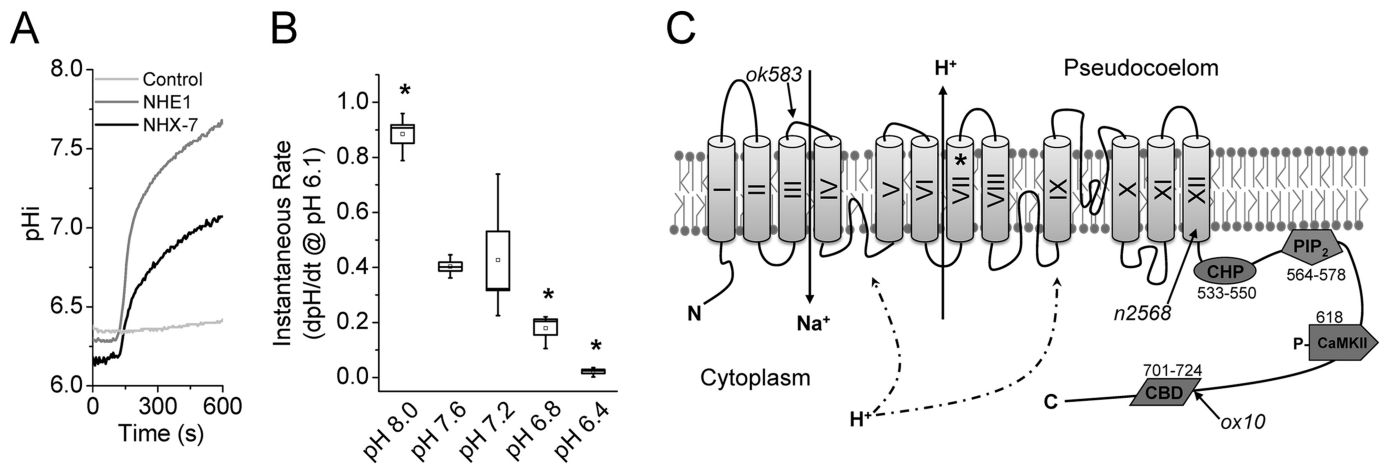 A
8.0
7.5
7.0
6.5
6.0
pHi
Control
NHE1
NHX-7
0
300
600
Time (s)
B
Instantaneous Rate
(dpH/dt @ pH 6.1)
1.0
0.8
0.6
0.4
0.2
0.0
*
*
*
pH 8.0
pH 7.6
pH 7.2
pH 6.8
pH 6.4
C
ok583
H+
Pseudocoelom
I
II
III
IV
V
VI
VII
*
VIII
IX
X
XI
XII
N
Na+
n2568
CHP
533-550
PIP2
564-578
618
P-
CaMKII
Cytoplasm
H+
701-724
CBD
C
ox10